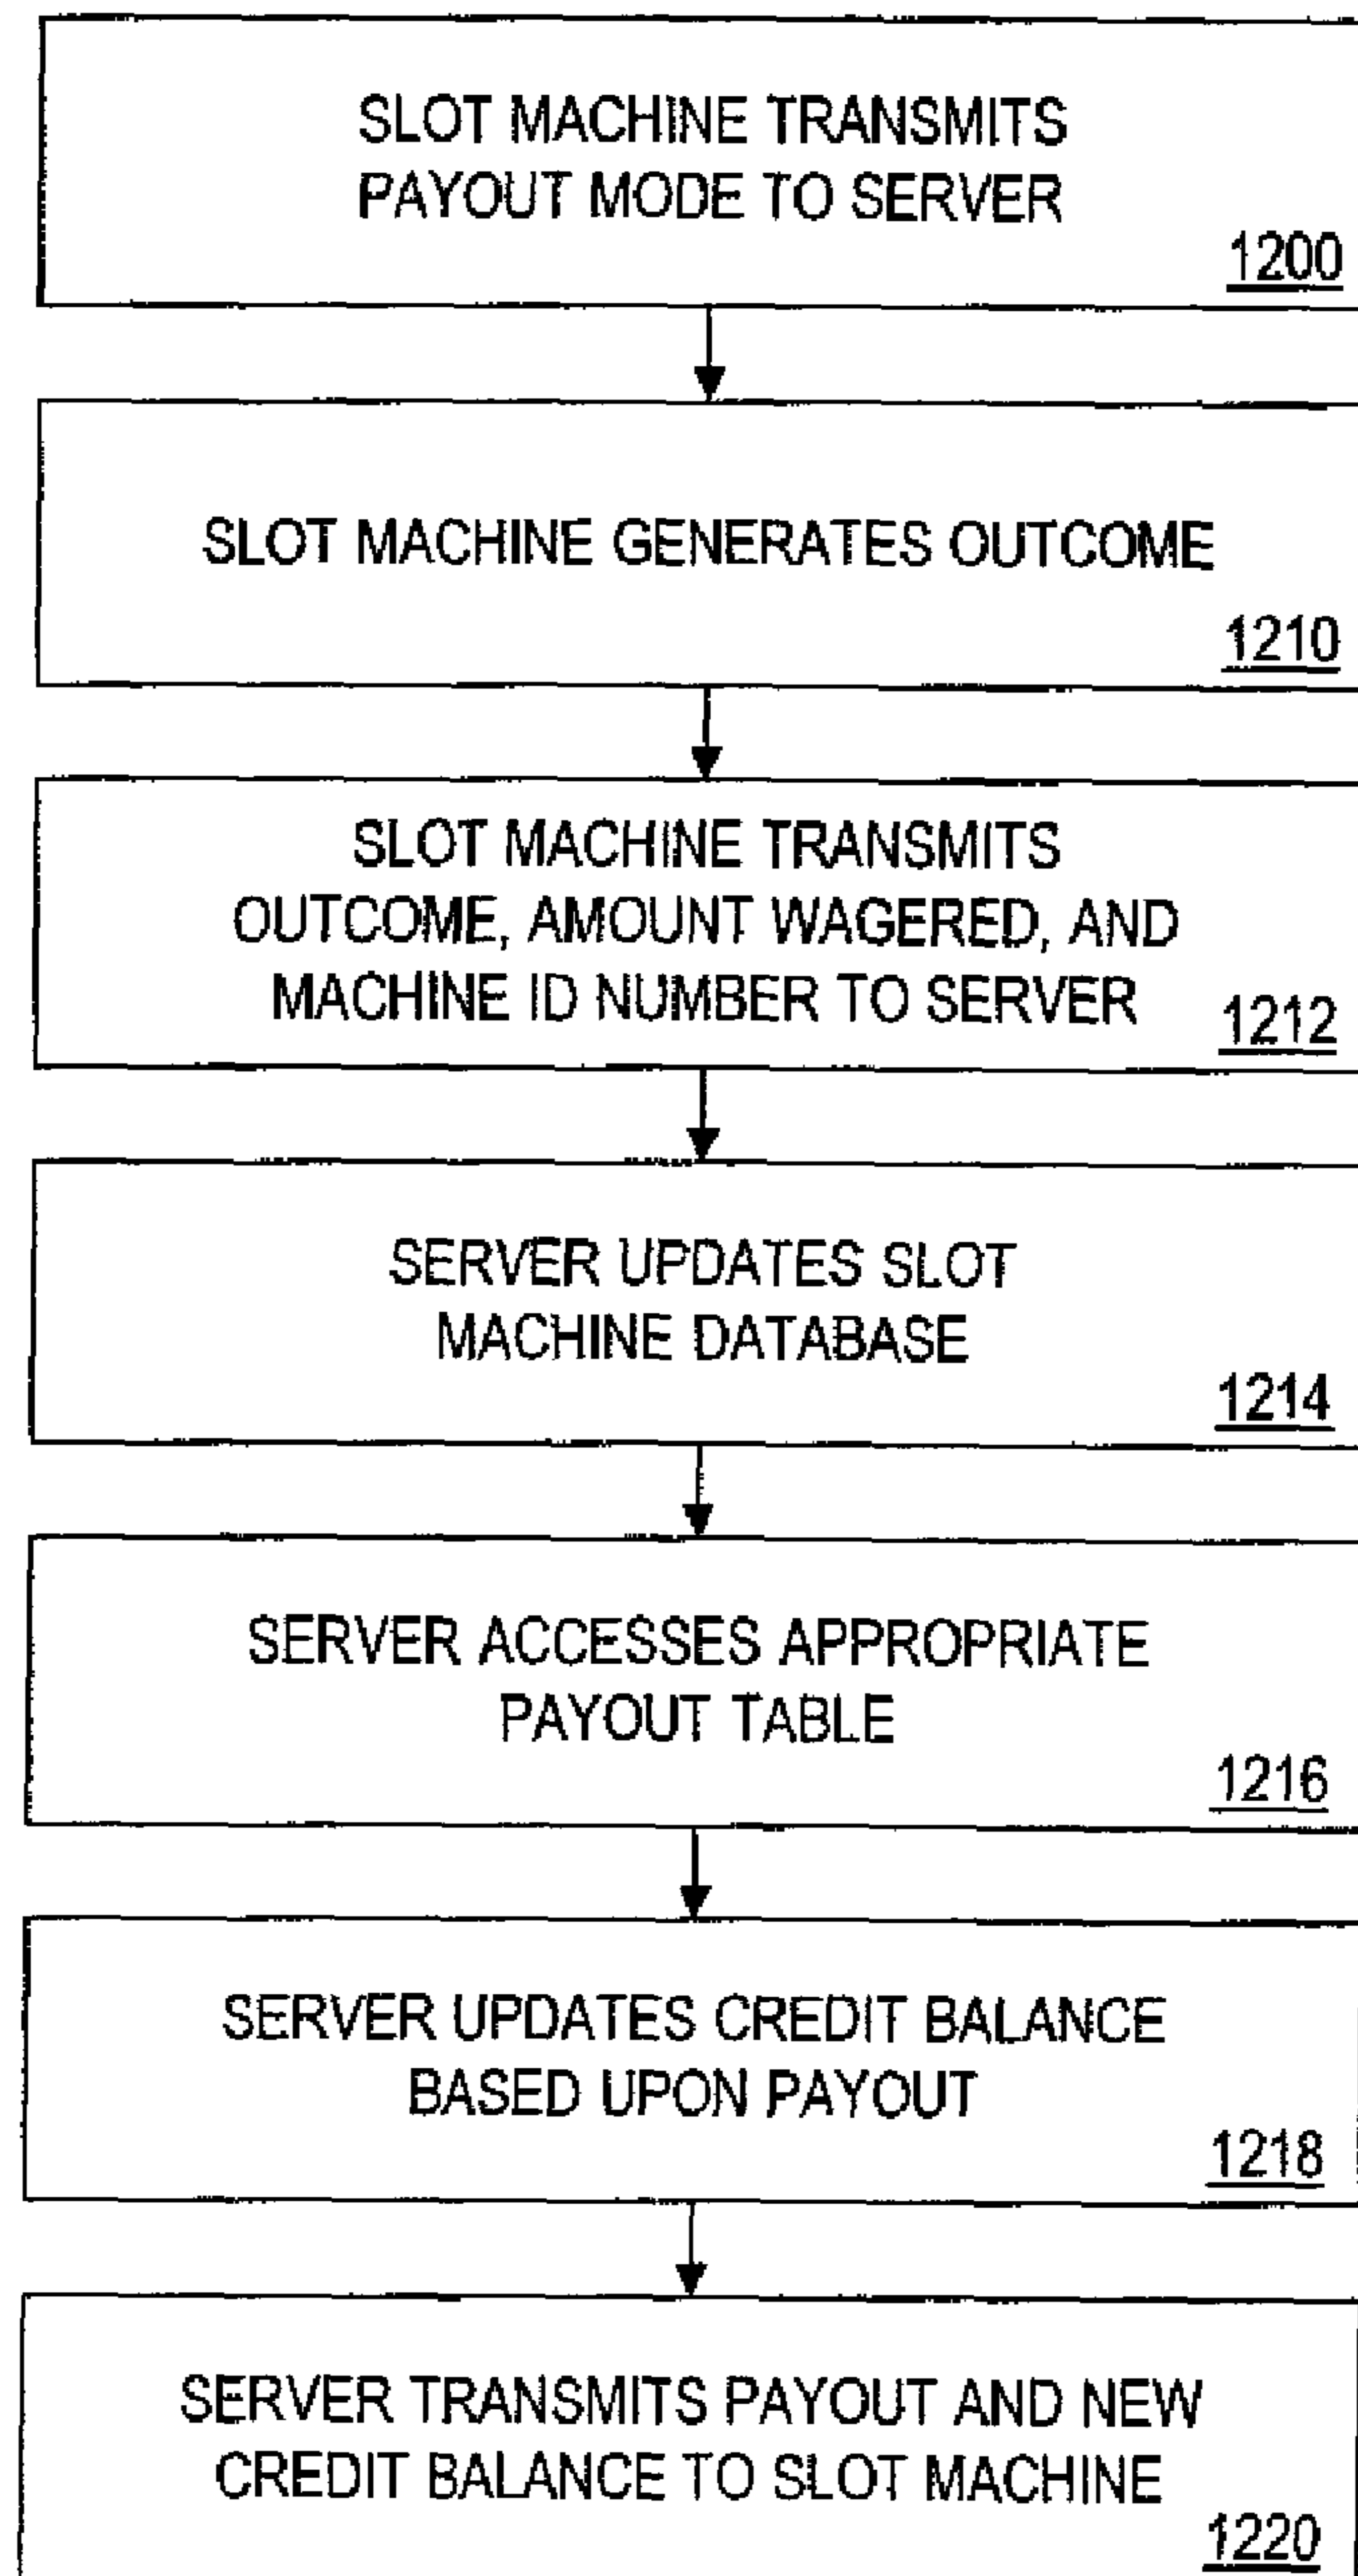 SLOT MACHINE TRANSMITS
PAYOUT MODE TO SERVER
1200
SLOT MACHINE GENERATES OUTCOME
1210
SLOT MACHINE TRANSMITS
OUTCOME, AMOUNT WAGERED, AND
MACHINE ID NUMBER TO SERVER
1212
SERVER UPDATES SLOT
MACHINE DATABASE
1214
SERVER ACCESSES APPROPRIATE
PAYOUT TABLE
1216
SERVER UPDATES CREDIT BALANCE
BASED UPON PAYOUT
1218
SERVER TRANSMITS PAYOUT AND NEW
CREDIT BALANCE TO SLOT MACHINE
1220